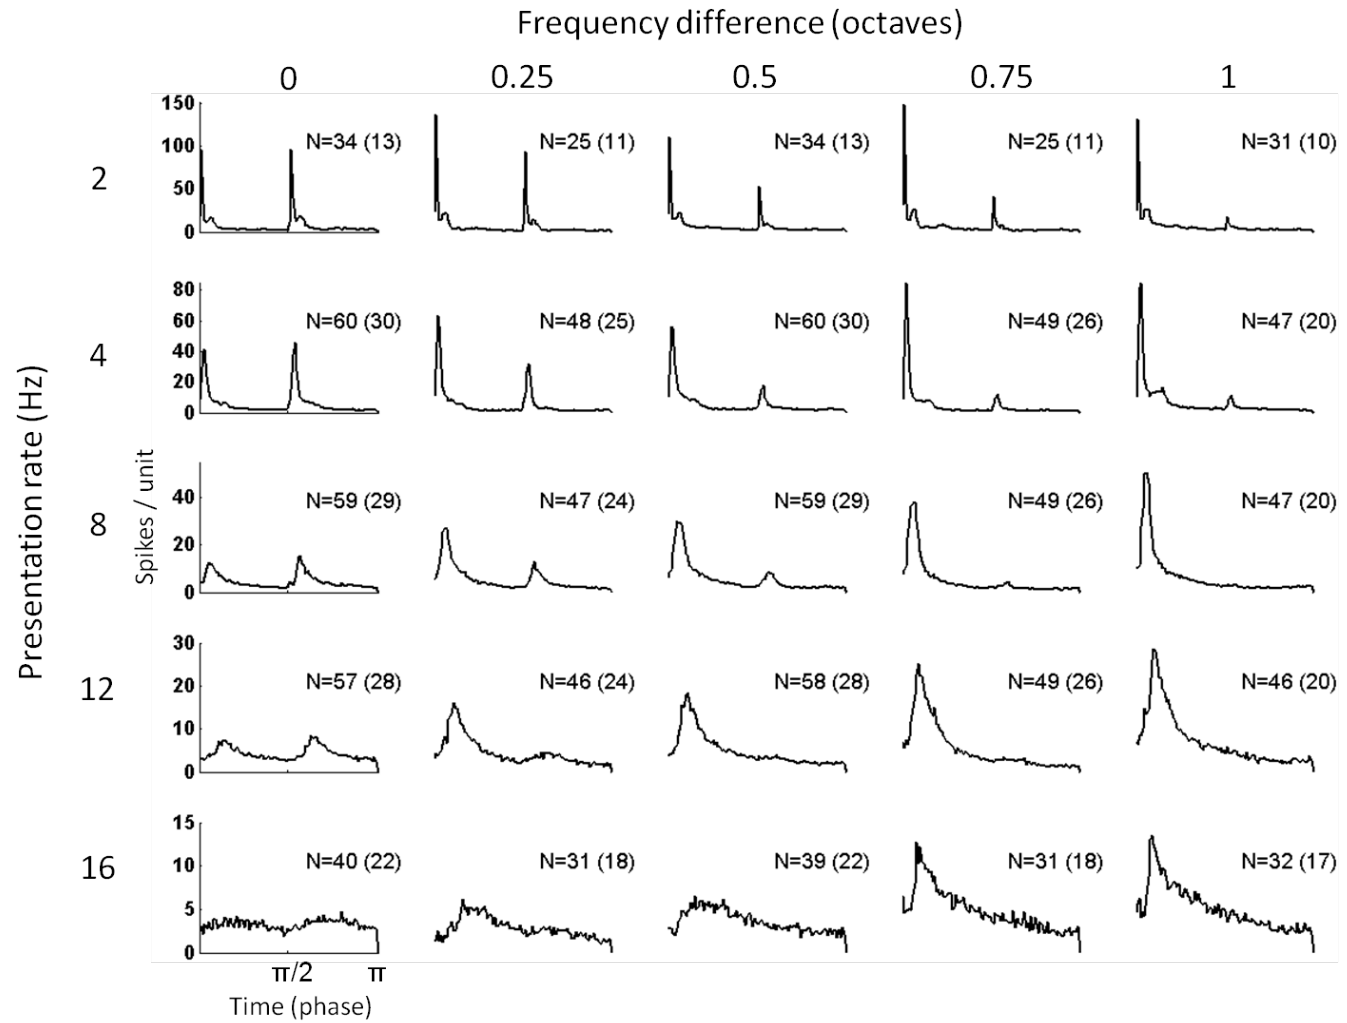 Frequency difference (octaves)
0 0.25 0.5 0.75 1
Presentation rate (Hz)
Spikes / unit
2
150
100
50
0
N=34 (13) N=25 (11) N=34 (13) N=25 (11) N=31 (10)
4
80
60
40
20
0
N=60 (30) N=48 (25) N=60 (30) N=49 (26) N=47 (20)
8
40
20
0
N=59 (29) N=47 (24) N=59 (29) N=49 (26) N=47 (20)
12
30
20
10
0
N=57 (28) N=46 (24) N=58 (28) N=49 (26) N=46 (20)
16
15
10
5
0
N=40 (22) N=31 (18) N=39 (22) N=31 (18) N=32 (17)
π/2 π
Time (phase)